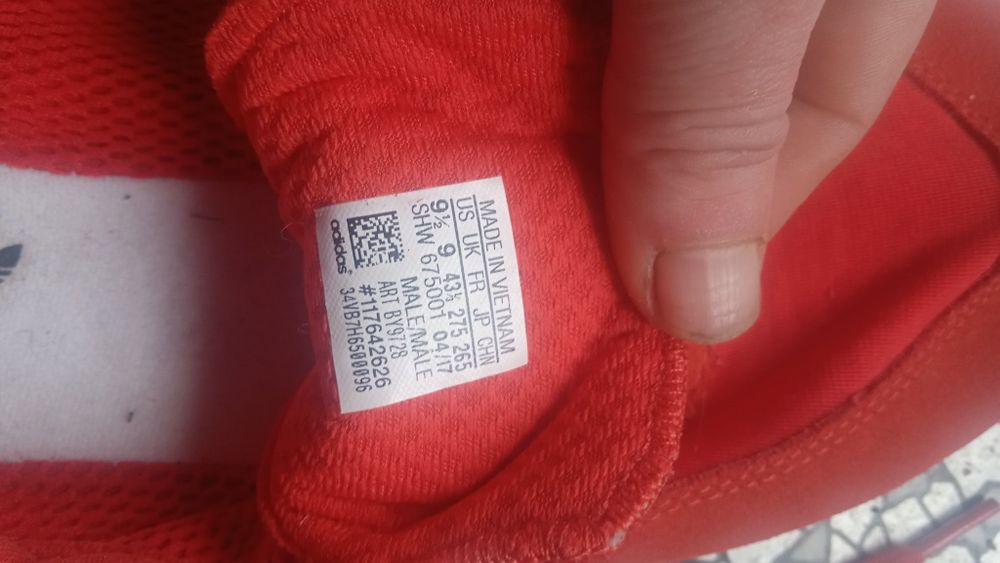 MADE IN VIETNAM
US UK FR JP CHN
9½ 9 43⅓ 275 265
SHW 675001 04/17
MALE/MÂLE
ART BY9728
#117642626
34VB7H6500096
adidas